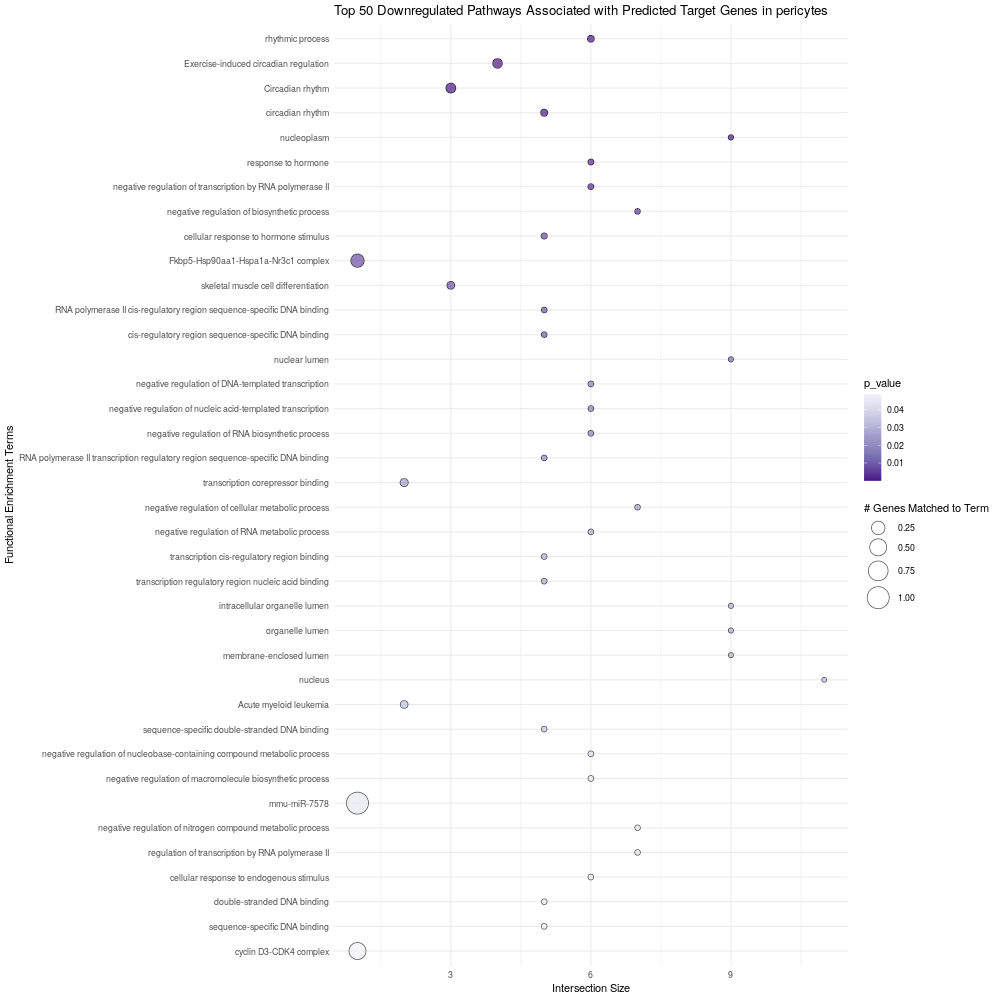 Top 50 Downregulated Pathways Associated with Predicted Target Genes in pericytes
Functional Enrichment Terms
rhythmic process
Exercise-induced circadian regulation
Circadian rhythm
circadian rhythm
nucleoplasm
response to hormone
negative regulation of transcription by RNA polymerase II
negative regulation of biosynthetic process
cellular response to hormone stimulus
Fkbp5-Hsp90aa1-Hspa1a-Nr3c1 complex
skeletal muscle cell differentiation
RNA polymerase II cis-regulatory region sequence-specific DNA binding
cis-regulatory region sequence-specific DNA binding
nuclear lumen
negative regulation of DNA-templated transcription
negative regulation of nucleic acid-templated transcription
negative regulation of RNA biosynthetic process
RNA polymerase II transcription regulatory region sequence-specific DNA binding
transcription corepressor binding
negative regulation of cellular metabolic process
negative regulation of RNA metabolic process
transcription cis-regulatory region binding
transcription regulatory region nucleic acid binding
intracellular organelle lumen
organelle lumen
membrane-enclosed lumen
nucleus
Acute myeloid leukemia
sequence-specific double-stranded DNA binding
negative regulation of nucleobase-containing compound metabolic process
negative regulation of macromolecule biosynthetic process
mmu-miR-7578
negative regulation of nitrogen compound metabolic process
regulation of transcription by RNA polymerase II
cellular response to endogenous stimulus
double-stranded DNA binding
sequence-specific DNA binding
cyclin D3-CDK4 complex
3 6 9
Intersection Size
p_value
0.04
0.03
0.02
0.01
# Genes Matched to Term
0.25
0.50
0.75
1.00